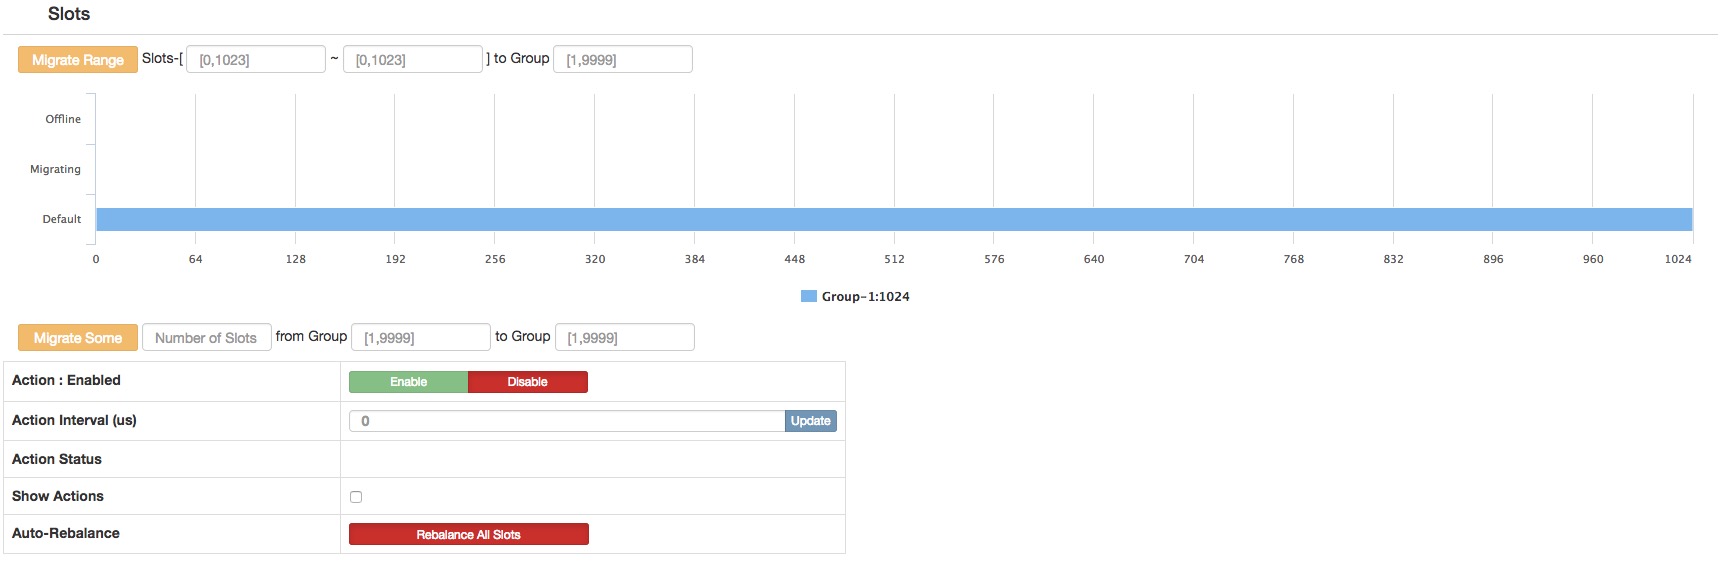 Slots
Migrate Range Slots-[ [0,1023] ~ [0,1023] ] to Group [1,9999]
Offline
Migrating
Default
0 64 128 192 256 320 384 448 512 576 640 704 768 832 896 960 1024
Group-1:1024
Migrate Some Number of Slots from Group [1,9999] to Group [1,9999]
Action : Enabled Enable Disable
Action Interval (us) 0 Update
Action Status
Show Actions
Auto-Rebalance Rebalance All Slots